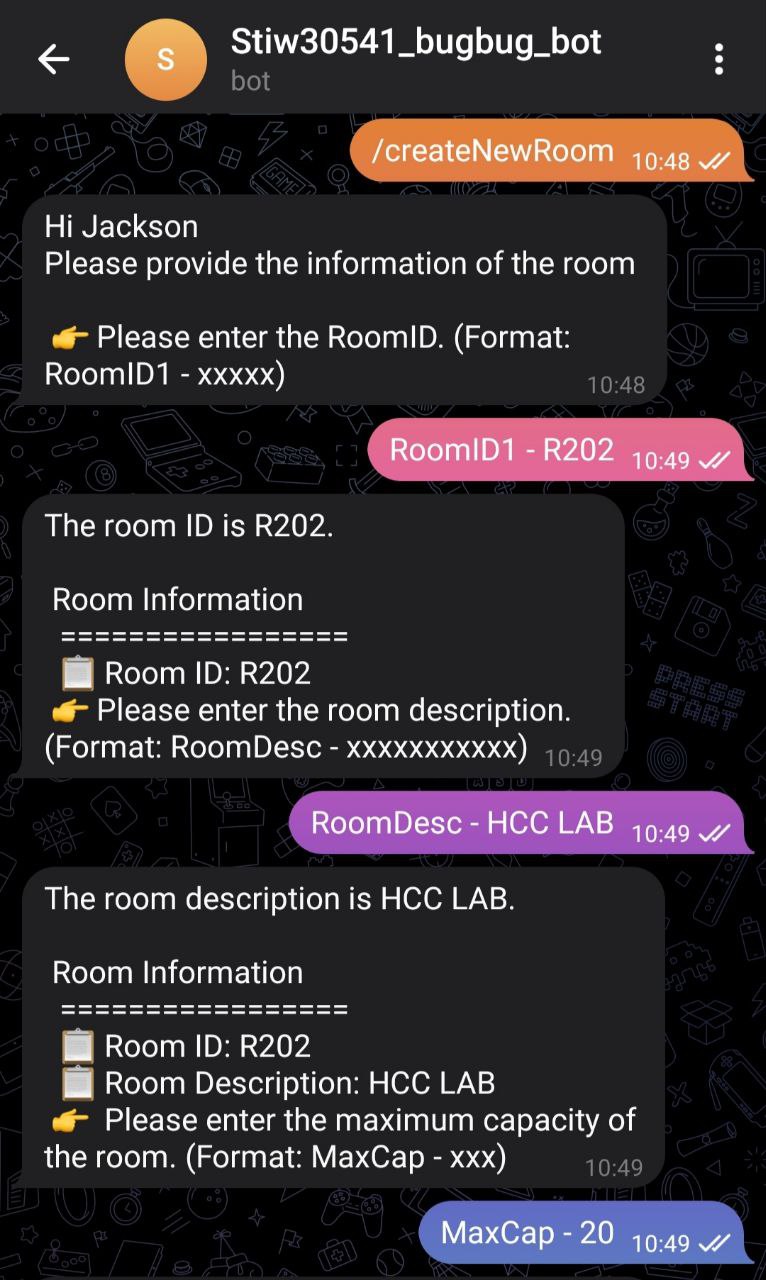 Stiw30541_bugbug_bot
bot
/createNewRoom 10:48
Hi Jackson
Please provide the information of the room
👉 Please enter the RoomID. (Format:
RoomID1 - xxxxx)
10:48
RoomID1 - R202 10:49
The room ID is R202.
Room Information
=================
📋 Room ID: R202
👉 Please enter the room description.
(Format: RoomDesc - xxxxxxxxxxx) 10:49
RoomDesc - HCC LAB 10:49
The room description is HCC LAB.
Room Information
=================
📋 Room ID: R202
📋 Room Description: HCC LAB
👉 Please enter the maximum capacity of
the room. (Format: MaxCap - xxx)
10:49
MaxCap - 20 10:49
S
GAME
PRESS
START